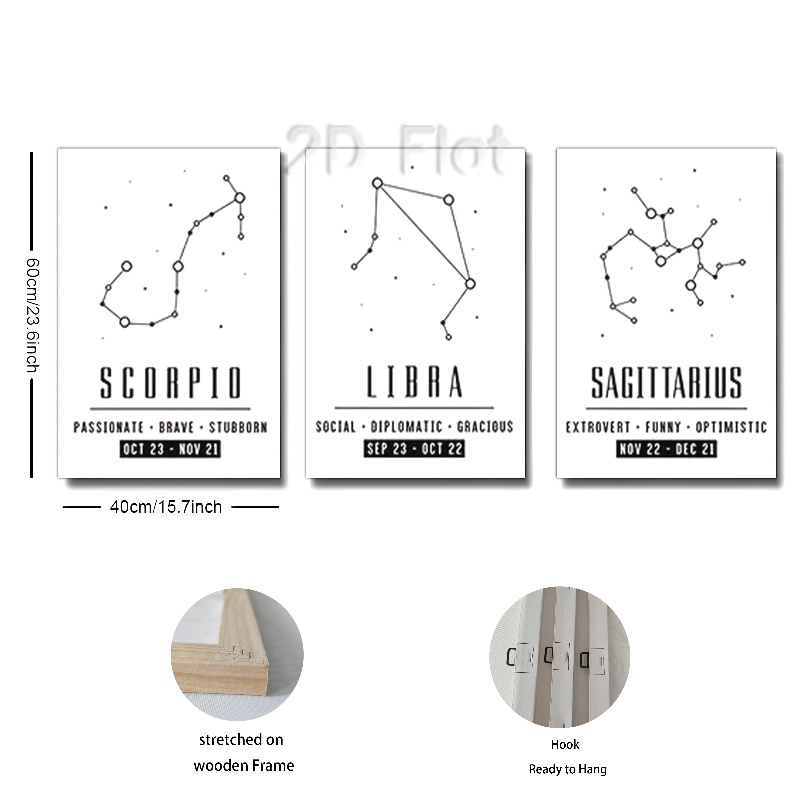 2D Flat
60cm/23.6inch
SCORPIO
PASSIONATE · BRAVE · STUBBORN
OCT 23 - NOV 21
LIBRA
SOCIAL · DIPLOMATIC · GRACIOUS
SEP 23 - OCT 22
SAGITTARIUS
EXTROVERT · FUNNY · OPTIMISTIC
NOV 22 - DEC 21
40cm/15.7inch
stretched on
wooden Frame
Hook
Ready to Hang